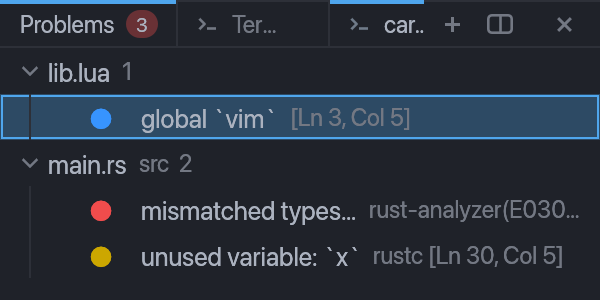 Problems 3 Ter... car..
lib.lua 1
global `vim` [Ln 3, Col 5]
main.rs src 2
mismatched types... rust-analyzer(E030...
unused variable: `x` rustc [Ln 30, Col 5]